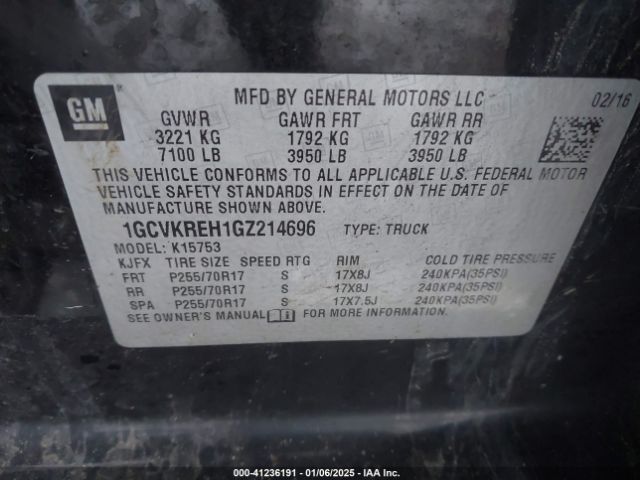 GM
MFD BY GENERAL MOTORS LLC 02/16
GVWR GAWR FRT GAWR RR
3221 KG 1792 KG 1792 KG
7100 LB 3950 LB 3950 LB
THIS VEHICLE CONFORMS TO ALL APPLICABLE U.S. FEDERAL MOTOR
VEHICLE SAFETY STANDARDS IN EFFECT ON THE DATE OF
MANUFACTURE SHOWN ABOVE.
1GCVKREH1GZ214696 TYPE: TRUCK
MODEL: K15753
KJFX TIRE SIZE SPEED RTG RIM COLD TIRE PRESSURE
FRT P255/70R17 S 17X8J 240KPA(35PSI)
RR P255/70R17 S 17X8J 240KPA(35PSI)
SPA P255/70R17 S 17X7.5J 240KPA(35PSI)
SEE OWNER'S MANUAL FOR MORE INFORMATION.
000-41236191 - 01/06/2025 - IAA Inc.